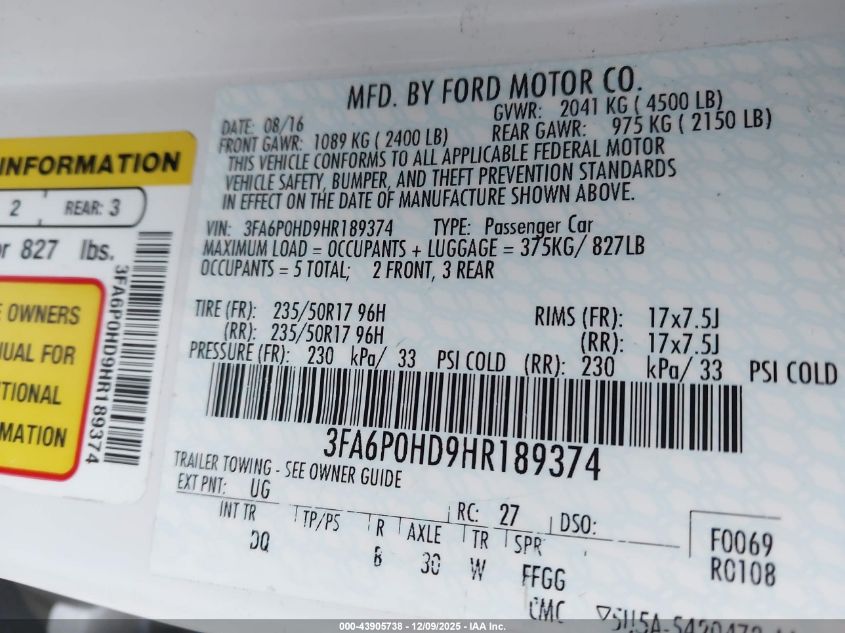 MFD. BY FORD MOTOR CO.
DATE: 08/16 GVWR: 2041 KG ( 4500 LB)
FRONT GAWR: 1089 KG ( 2400 LB) REAR GAWR: 975 KG ( 2150 LB)
THIS VEHICLE CONFORMS TO ALL APPLICABLE FEDERAL MOTOR
VEHICLE SAFETY, BUMPER, AND THEFT PREVENTION STANDARDS
IN EFFECT ON THE DATE OF MANUFACTURE SHOWN ABOVE.
VIN: 3FA6P0HD9HR189374 TYPE: Passenger Car
MAXIMUM LOAD = OCCUPANTS + LUGGAGE = 375KG/ 827LB
OCCUPANTS = 5 TOTAL; 2 FRONT, 3 REAR
TIRE (FR): 235/50R17 96H RIMS (FR): 17x7.5J
(RR): 235/50R17 96H (RR): 17x7.5J
PRESSURE (FR): 230 kPa/ 33 PSI COLD (RR): 230 kPa/ 33 PSI COLD
3FA6P0HD9HR189374
TRAILER TOWING - SEE OWNER GUIDE
EXT PNT: UG RC: 27 DSO:
INT TR TP/PS R AXLE TR SPR F0069
DQ 8 30 W FFGG RC108
CMC
INFORMATION
2 REAR: 3
827 lbs.
3FA6P0HD9HR189374
OWNERS
FOR
000-43905738 - 12/09/2025 - IAA Inc.